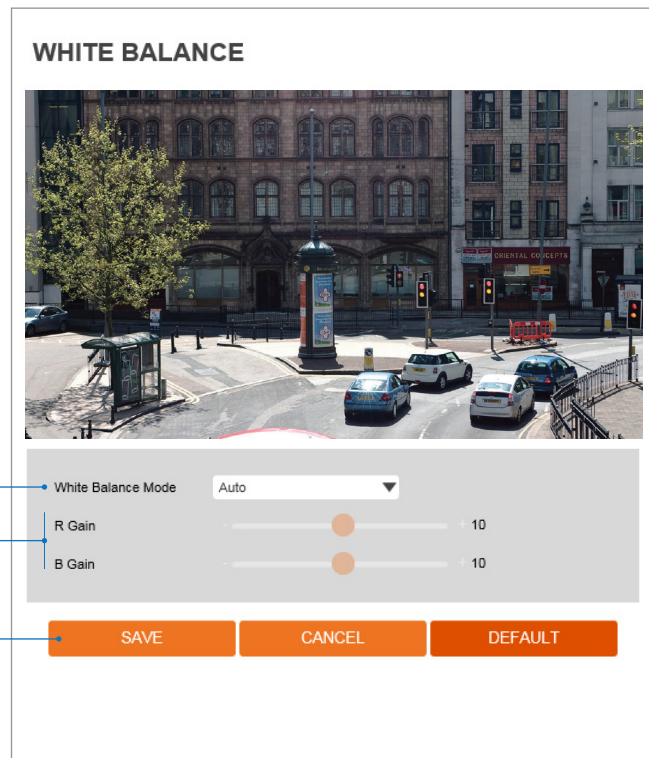 WHITE BALANCE
ORIENTAL CONCEPTS
White Balance Mode Auto
R Gain - + 10
B Gain - + 10
SAVE CANCEL DEFAULT